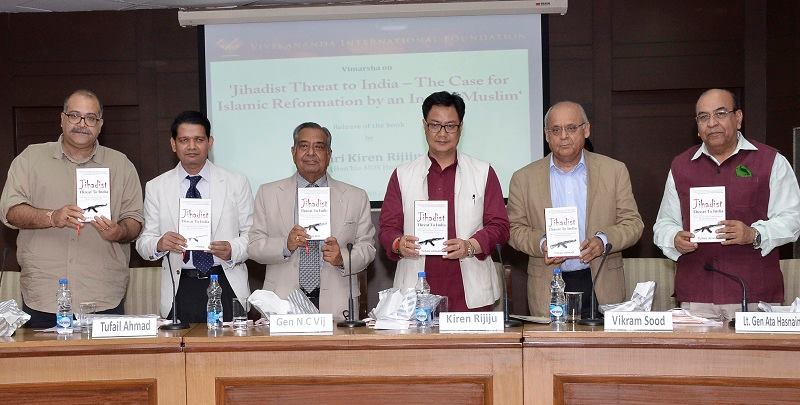 VIVEKANANDA INTERNATIONAL FOUNDATION
Vimarsha on
'Jihadist Threat to India – The Case for
Islamic Reformation by an In Muslim'
Release of the book
by
ri Kiren Rijiju
Jihadist
Threat To India
Jihadist
Threat To India
Jihadist
Threat To India
Jihadist
Threat To India
Jihadist
Threat To India
Jihadist
Threat To India
Tufail Ahmad
Gen N C Vij
Kiren Rijiju
Vikram Sood
Lt. Gen Ata Hasnain